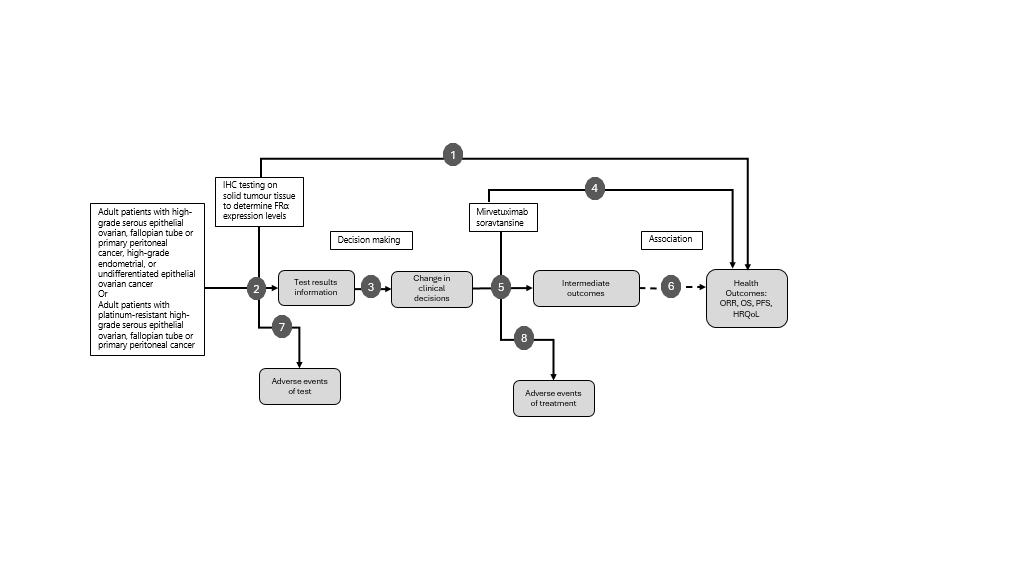 1
IHC testing on
solid tumour tissue
to determine FRα
expression levels
4
Mirvetuximab
soravtansine
Adult patients with high-
grade serous epithelial
ovarian, fallopian tube or
primary peritoneal
cancer, high-grade
endometrial, or
undifferentiated epithelial
ovarian cancer
Or
Adult patients with
platinum-resistant high-
grade serous epithelial
ovarian, fallopian tube or
primary peritoneal cancer
Decision making
Association
2
Test results
information
3
Change in
clinical
decisions
5
Intermediate
outcomes
6
Health
Outcomes:
ORR, OS, PFS,
HRQoL
7
8
Adverse events
of test
Adverse events
of treatment